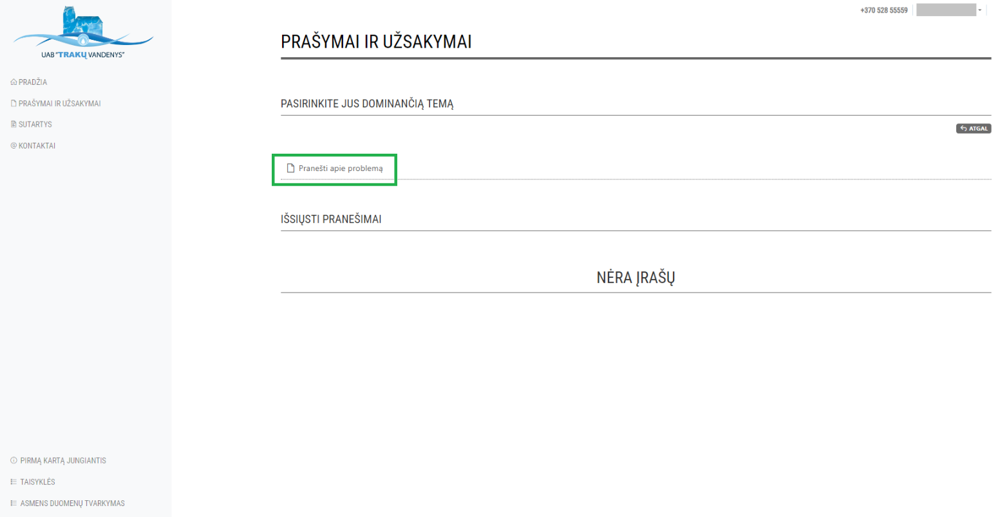 +370 528 55559
UAB “TRAKŲ VANDENYS”
PRADŽIA
PRAŠYMAI IR UŽSAKYMAI
SUTARTYS
KONTAKTAI
PRAŠYMAI IR UŽSAKYMAI
PASIRINKITE JUS DOMINANČIĄ TEMĄ
ATGAL
Pranešti apie problemą
IŠSIŲSTI PRANEŠIMAI
NĖRA ĮRAŠŲ
PIRMĄ KARTĄ JUNGIANTIS
TAISYKLĖS
ASMENS DUOMENŲ TVARKYMAS